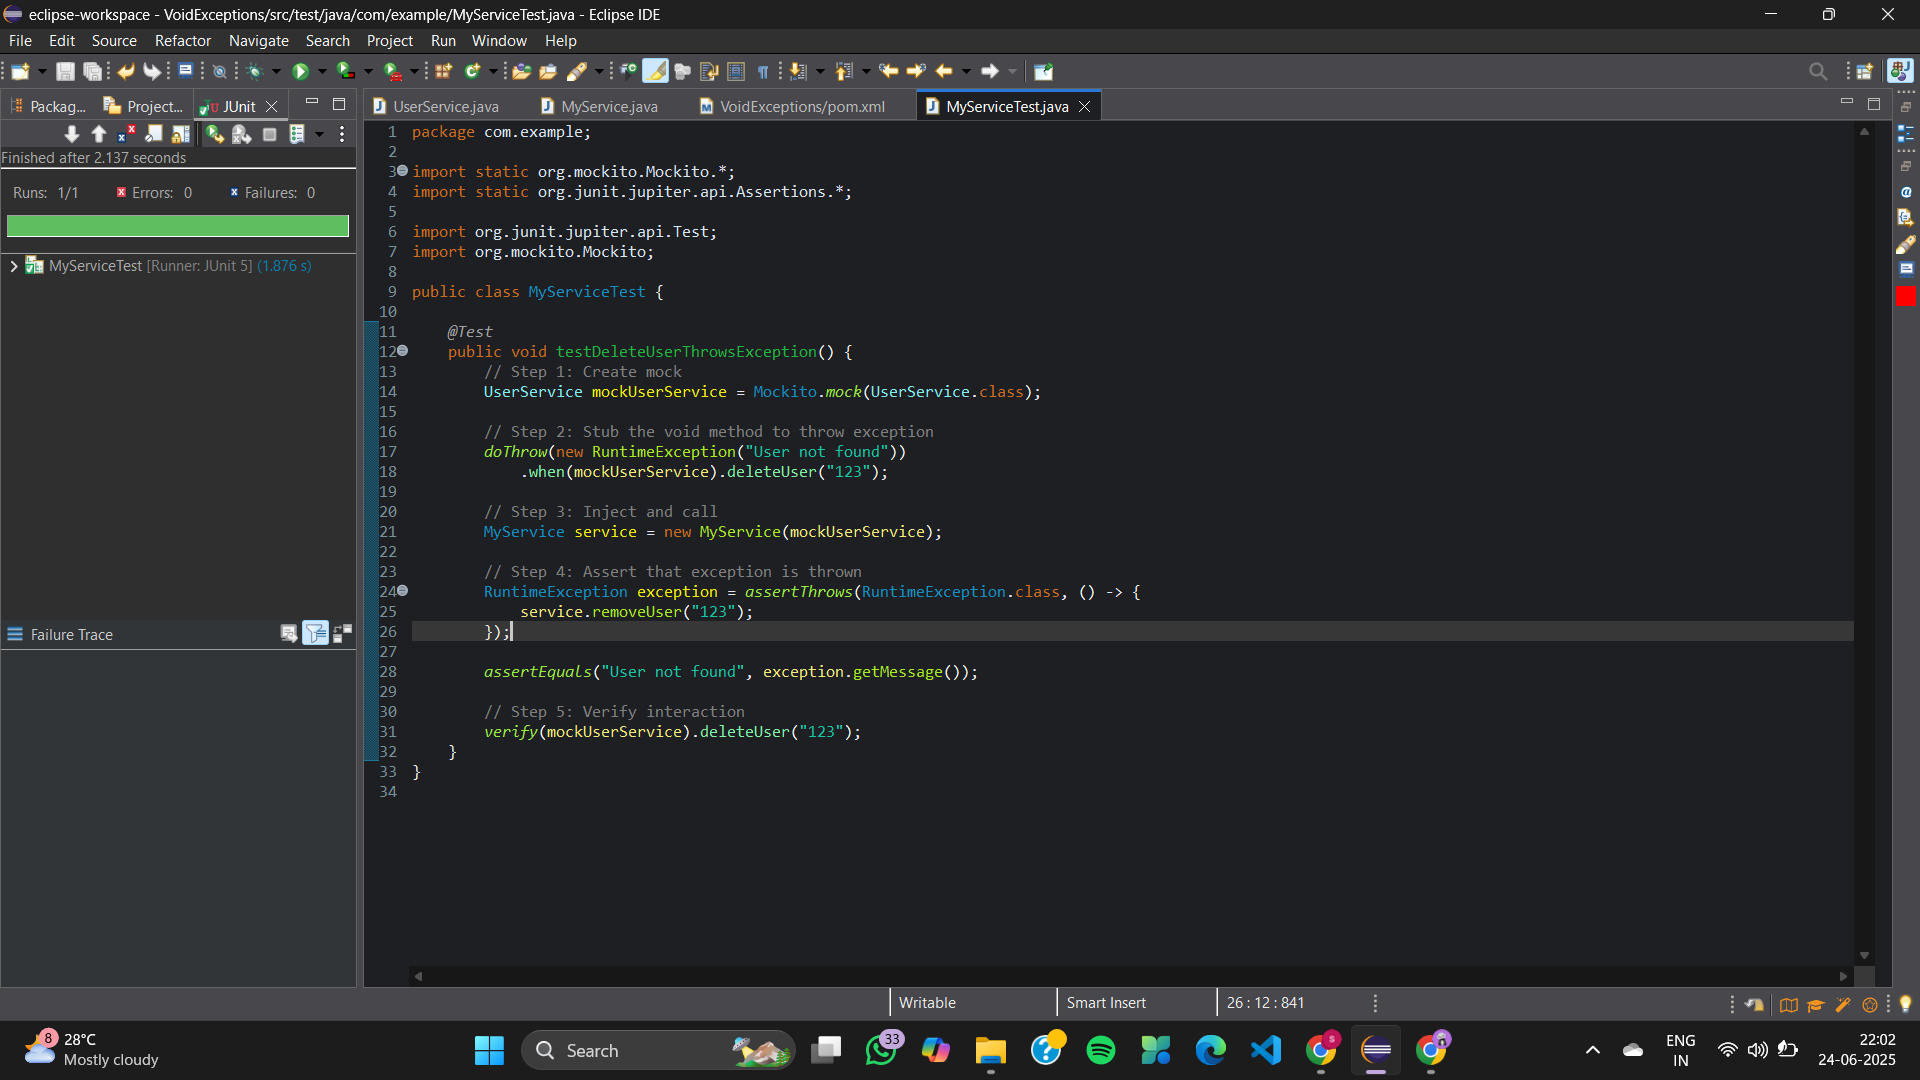 eclipse-workspace - VoidExceptions/src/test/java/com/example/MyServiceTest.java - Eclipse IDE
File Edit Source Refactor Navigate Search Project Run Window Help
Packag... Project... JUnit
Finished after 2.137 seconds
Runs: 1/1 Errors: 0 Failures: 0
MyServiceTest [Runner: JUnit 5] (1.876 s)
Failure Trace
UserService.java MyService.java VoidExceptions/pom.xml MyServiceTest.java
1 package com.example;
2
3 import static org.mockito.Mockito.*;
4 import static org.junit.jupiter.api.Assertions.*;
5
6 import org.junit.jupiter.api.Test;
7 import org.mockito.Mockito;
8
9 public class MyServiceTest {
10
11     @Test
12     public void testDeleteUserThrowsException() {
13         // Step 1: Create mock
14         UserService mockUserService = Mockito.mock(UserService.class);
15
16         // Step 2: Stub the void method to throw exception
17         doThrow(new RuntimeException("User not found"))
18             .when(mockUserService).deleteUser("123");
19
20         // Step 3: Inject and call
21         MyService service = new MyService(mockUserService);
22
23         // Step 4: Assert that exception is thrown
24         RuntimeException exception = assertThrows(RuntimeException.class, () -> {
25             service.removeUser("123");
26         });
27
28         assertEquals("User not found", exception.getMessage());
29
30         // Step 5: Verify interaction
31         verify(mockUserService).deleteUser("123");
32     }
33 }
34
Writable Smart Insert 26 : 12 : 841
8 28°C
Mostly cloudy
Search
33
ENG
IN
22:02
24-06-2025